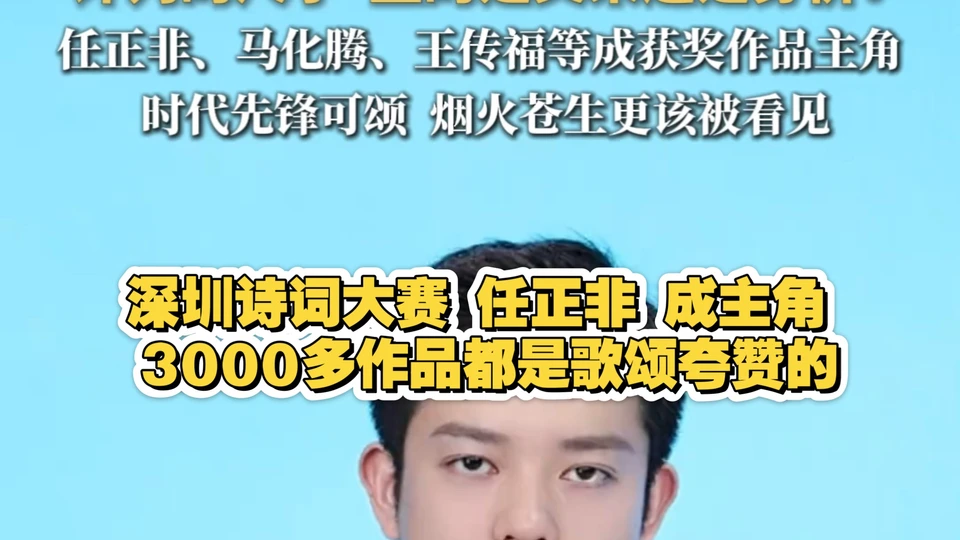 任正非、马化腾、王传福等成获奖作品主角
时代先锋可颂 烟火苍生更该被看见
深圳诗词大赛 任正非 成主角
3000多作品都是歌颂夸赞的